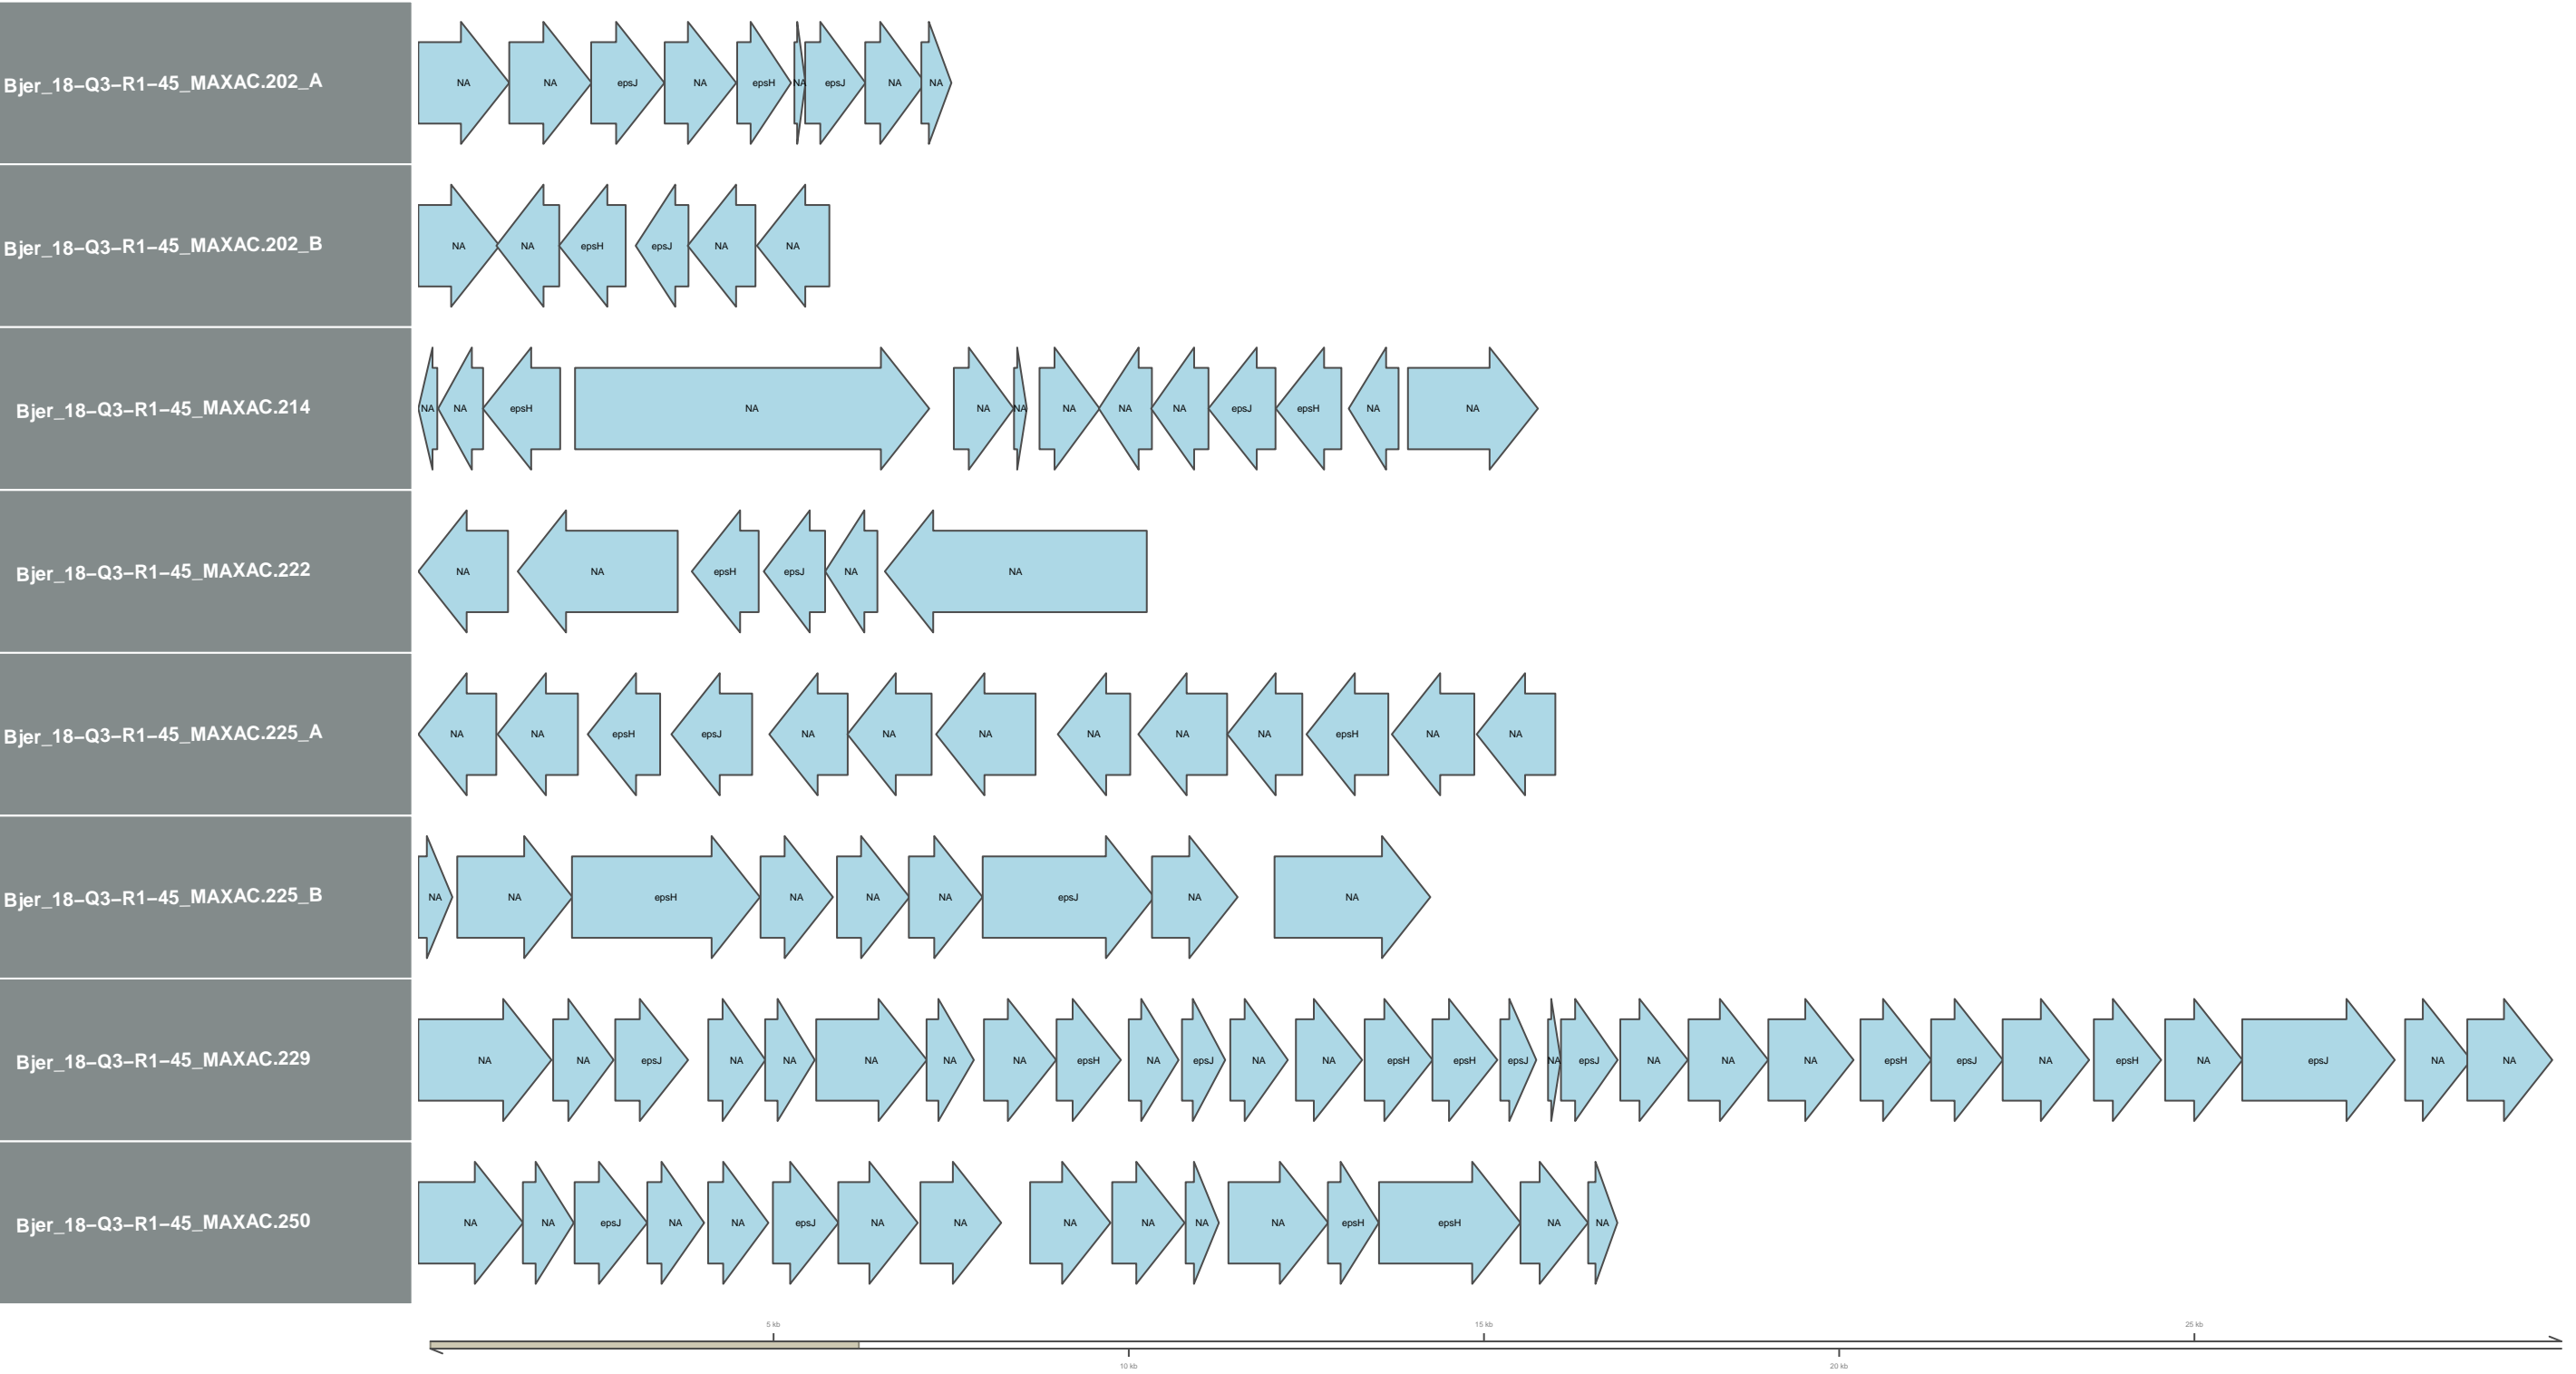 Bjer_18-Q3-R1-45_MAXAC.202_A
NA NA epsJ NA epsH NA epsJ NA NA
Bjer_18-Q3-R1-45_MAXAC.202_B
NA NA epsH epsJ NA NA
Bjer_18-Q3-R1-45_MAXAC.214
NA NA epsH NA NA NA NA NA NA epsJ epsH NA NA
Bjer_18-Q3-R1-45_MAXAC.222
NA NA epsH epsJ NA NA
Bjer_18-Q3-R1-45_MAXAC.225_A
NA NA epsH epsJ NA NA NA NA NA NA epsH NA NA
Bjer_18-Q3-R1-45_MAXAC.225_B
NA NA epsH NA NA NA epsJ NA NA
Bjer_18-Q3-R1-45_MAXAC.229
NA NA epsJ NA NA NA NA NA epsH NA epsJ NA NA epsH epsH epsJ NA epsJ NA NA NA epsH epsJ NA epsH NA epsJ NA NA
Bjer_18-Q3-R1-45_MAXAC.250
NA NA epsJ NA NA epsJ NA NA NA NA NA NA epsH epsH NA NA
5 kb 15 kb 25 kb
10 kb 20 kb